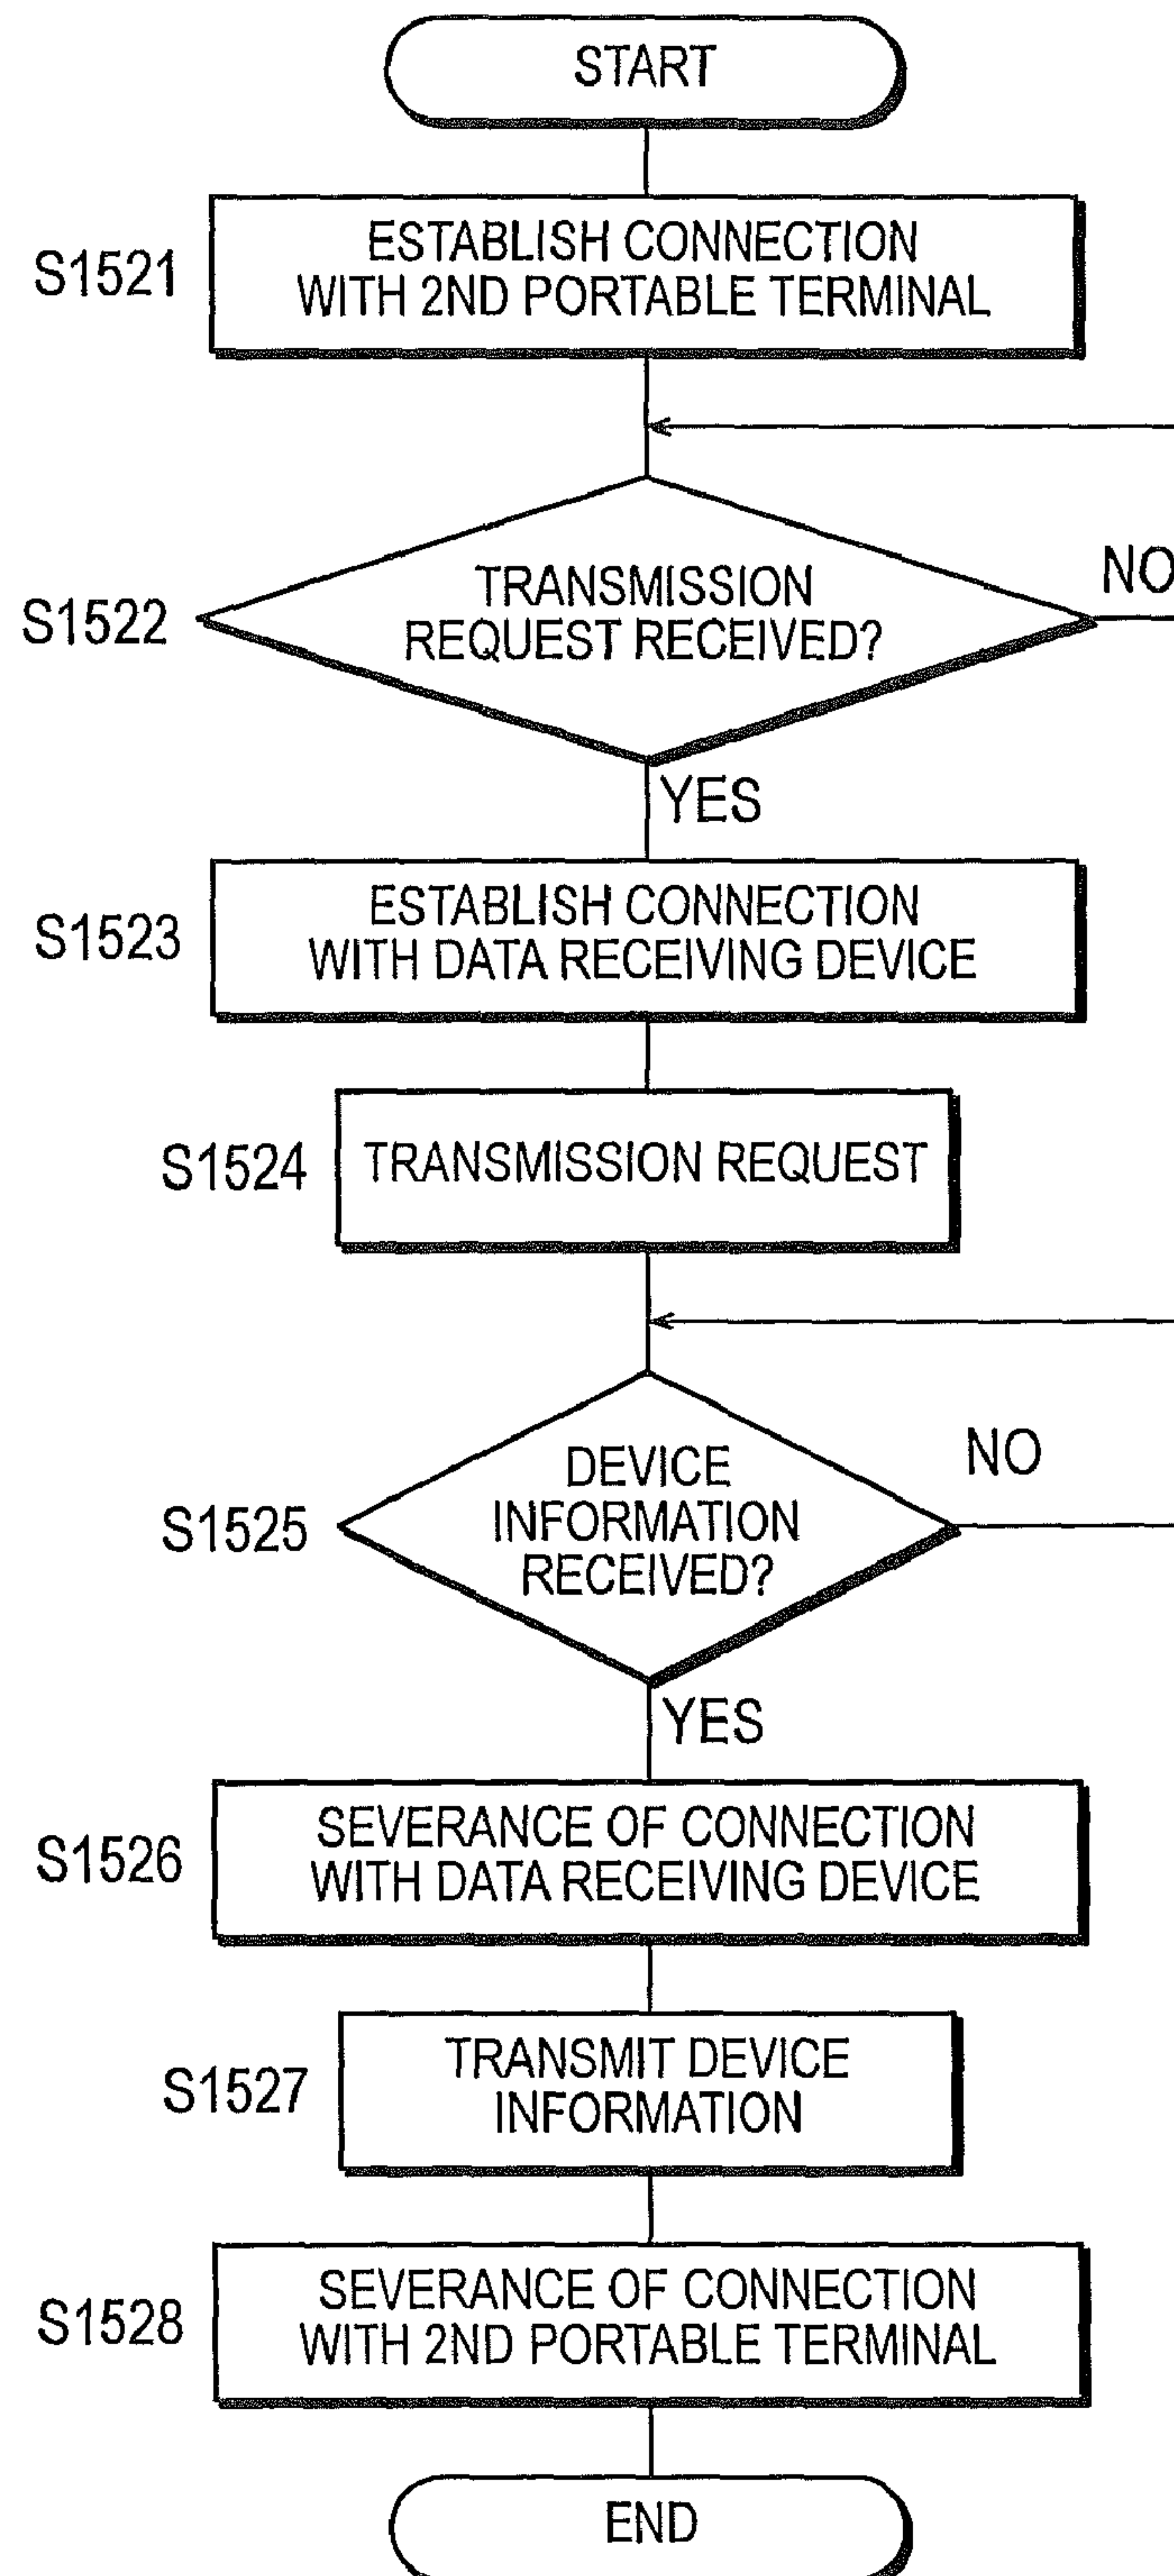 START
S1521
ESTABLISH CONNECTION
WITH 2ND PORTABLE TERMINAL
S1522
TRANSMISSION
REQUEST RECEIVED?
NO
YES
S1523
ESTABLISH CONNECTION
WITH DATA RECEIVING DEVICE
S1524
TRANSMISSION REQUEST
S1525
DEVICE
INFORMATION
RECEIVED?
NO
YES
S1526
SEVERANCE OF CONNECTION
WITH DATA RECEIVING DEVICE
S1527
TRANSMIT DEVICE
INFORMATION
S1528
SEVERANCE OF CONNECTION
WITH 2ND PORTABLE TERMINAL
END